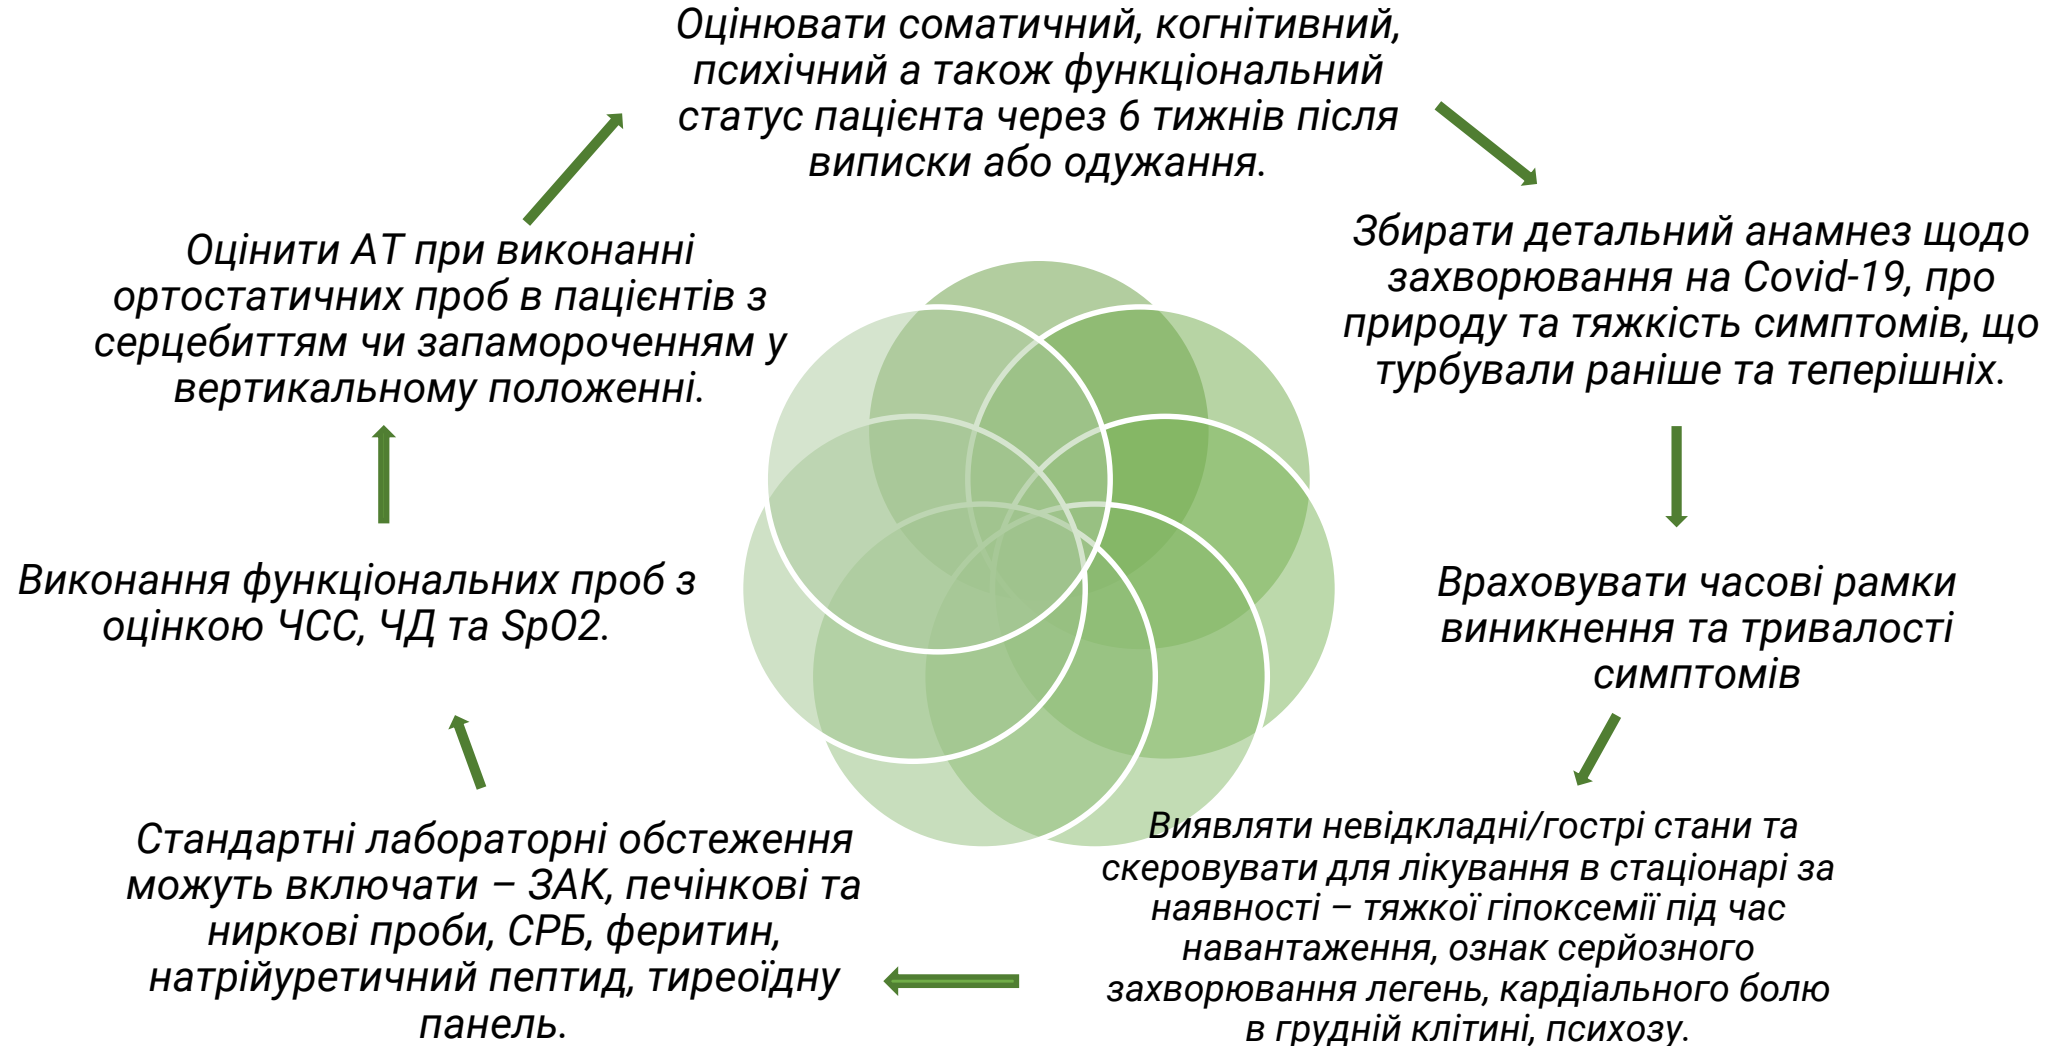 Оцінювати соматичний, когнітивний,
психічний а також функціональний
статус пацієнта через 6 тижнів після
виписки або одужання.
Збирати детальний анамнез щодо
захворювання на Covid-19, про
природу та тяжкість симптомів, що
турбували раніше та теперішніх.
Враховувати часові рамки
виникнення та тривалості
симптомів
Виявляти невідкладні/гострі стани та
скеровувати для лікування в стаціонарі за
наявності – тяжкої гіпоксемії під час
навантаження, ознак серйозного
захворювання легень, кардіального болю
в грудній клітині, психозу.
Стандартні лабораторні обстеження
можуть включати – ЗАК, печінкові та
ниркові проби, СРБ, феритин,
натрійуретичний пептид, тиреоїдну
панель.
Виконання функціональних проб з
оцінкою ЧСС, ЧД та SpO2.
Оцінити АТ при виконанні
ортостатичних проб в пацієнтів з
серцебиттям чи запамороченням у
вертикальному положенні.